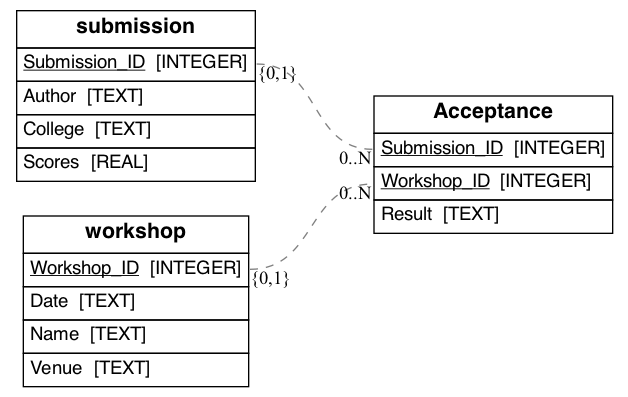 submission
Submission_ID [INTEGER]
Author [TEXT]
College [TEXT]
Scores [REAL]
{0,1}
0..N
Acceptance
Submission_ID [INTEGER]
Workshop_ID [INTEGER]
Result [TEXT]
0..N
workshop
Workshop_ID [INTEGER]
Date [TEXT]
Name [TEXT]
Venue [TEXT]
{0,1}